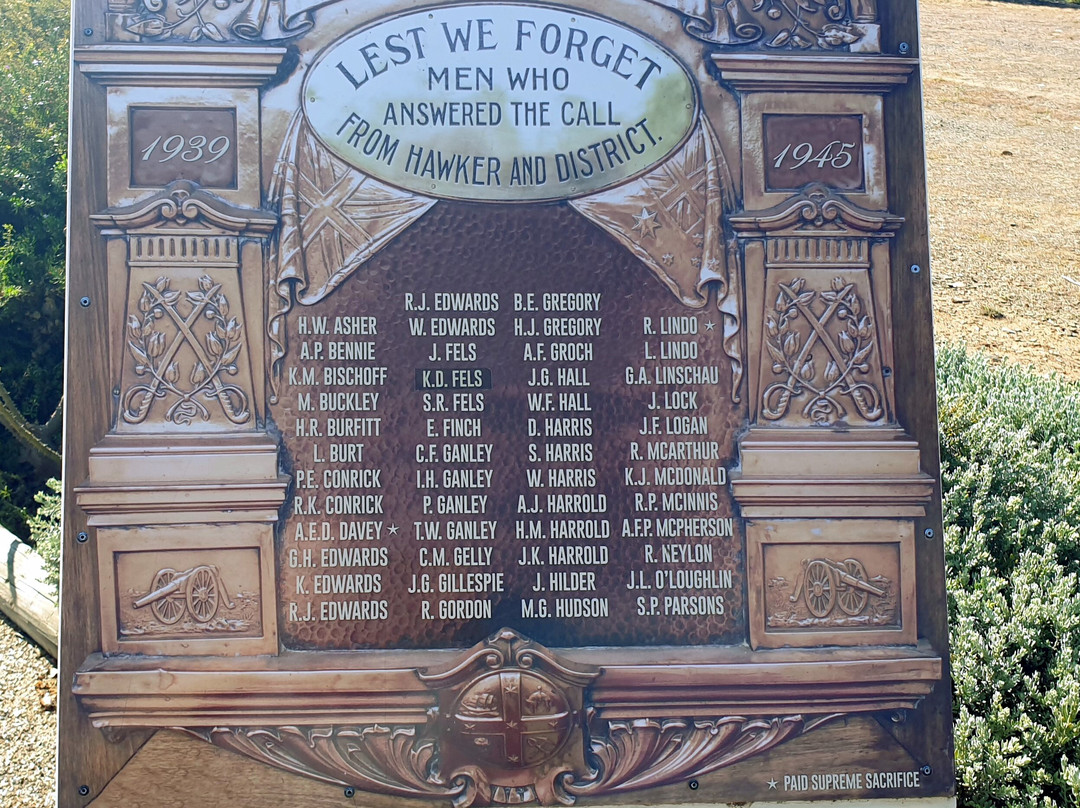 LEST WE FORGET
MEN WHO
ANSWERED THE CALL
FROM HAWKER AND DISTRICT.
1939
1945
H.W. ASHER
A.P. BENNIE
K.M. BISCHOFF
M. BUCKLEY
H.R. BURFITT
L. BURT
P.E. CONRICK
R.K. CONRICK
A.E.D. DAVEY ★
G.H. EDWARDS
K. EDWARDS
R.J. EDWARDS
R.J. EDWARDS
W. EDWARDS
J. FELS
K.D. FELS
S.R. FELS
E. FINCH
C.F. GANLEY
I.H. GANLEY
P. GANLEY
T.W. GANLEY
C.M. GELLY
J.G. GILLESPIE
R. GORDON
B.E. GREGORY
H.J. GREGORY
A.F. GROCH
J.G. HALL
W.F. HALL
D. HARRIS
S. HARRIS
W. HARRIS
A.J. HARROLD
H.M. HARROLD
J.K. HARROLD
J. HILDER
M.G. HUDSON
R. LINDO ★
L. LINDO
G.A. LINSCHAU
J. LOCK
J.F. LOGAN
R. MCARTHUR
K.J. MCDONALD
R.P. MCINNIS
A.F.P. MCPHERSON
R. NEYLON
J.L. O'LOUGHLIN
S.P. PARSONS
★ PAID SUPREME SACRIFICE